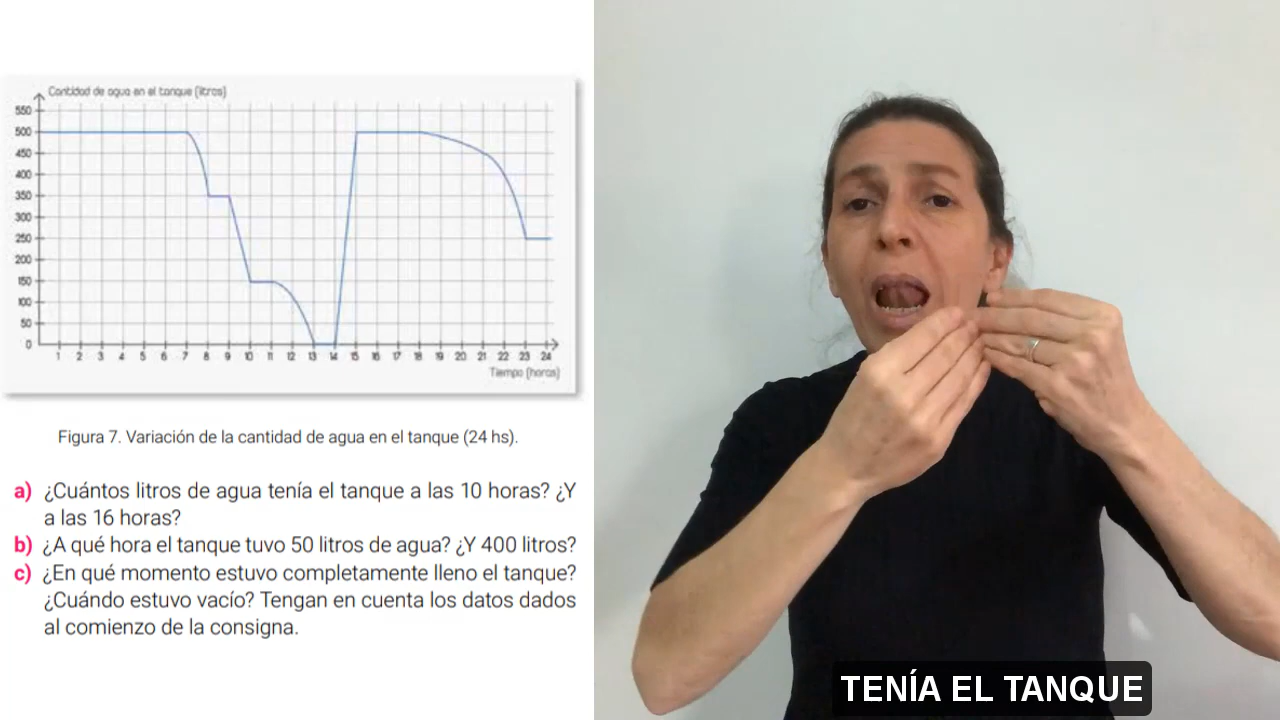 Cantidad de agua en el tanque (litros)
550
500
450
400
350
300
250
200
150
100
50
0
1 2 3 4 5 6 7 8 9 10 11 12 13 14 15 16 17 18 19 20 21 22 23 24
Tiempo (horas)
Figura 7. Variación de la cantidad de agua en el tanque (24 hs).
a) ¿Cuántos litros de agua tenía el tanque a las 10 horas? ¿Y
a las 16 horas?
b) ¿A qué hora el tanque tuvo 50 litros de agua? ¿Y 400 litros?
c) ¿En qué momento estuvo completamente lleno el tanque?
¿Cuándo estuvo vacío? Tengan en cuenta los datos dados
al comienzo de la consigna.
TENÍA EL TANQUE